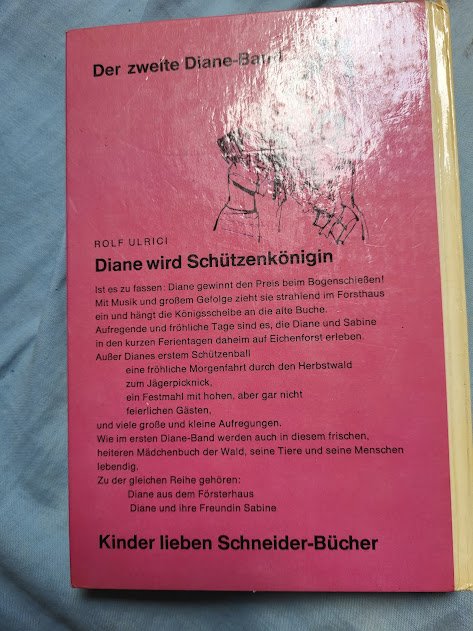 Der zweite Diane-Band
ROLF ULRICI
Diane wird Schützenkönigin
Ist es zu fassen: Diane gewinnt den Preis beim Bogenschießen!
Mit Musik und großem Gefolge zieht sie strahlend im Forsthaus
ein und hängt die Königsscheibe an die alte Buche.
Aufregende und fröhliche Tage sind es, die Diane und Sabine
in den kurzen Ferientagen daheim auf Eichenforst erleben.
Außer Dianes erstem Schützenball
eine fröhliche Morgenfahrt durch den Herbstwald
zum Jägerpicknick,
ein Festmahl mit hohen, aber gar nicht
feierlichen Gästen,
und viele große und kleine Aufregungen.
Wie im ersten Diane-Band werden auch in diesem frischen,
heiteren Mädchenbuch der Wald, seine Tiere und seine Menschen
lebendig.
Zu der gleichen Reihe gehören:
Diane aus dem Försterhaus
Diane und ihre Freundin Sabine
Kinder lieben Schneider-Bücher